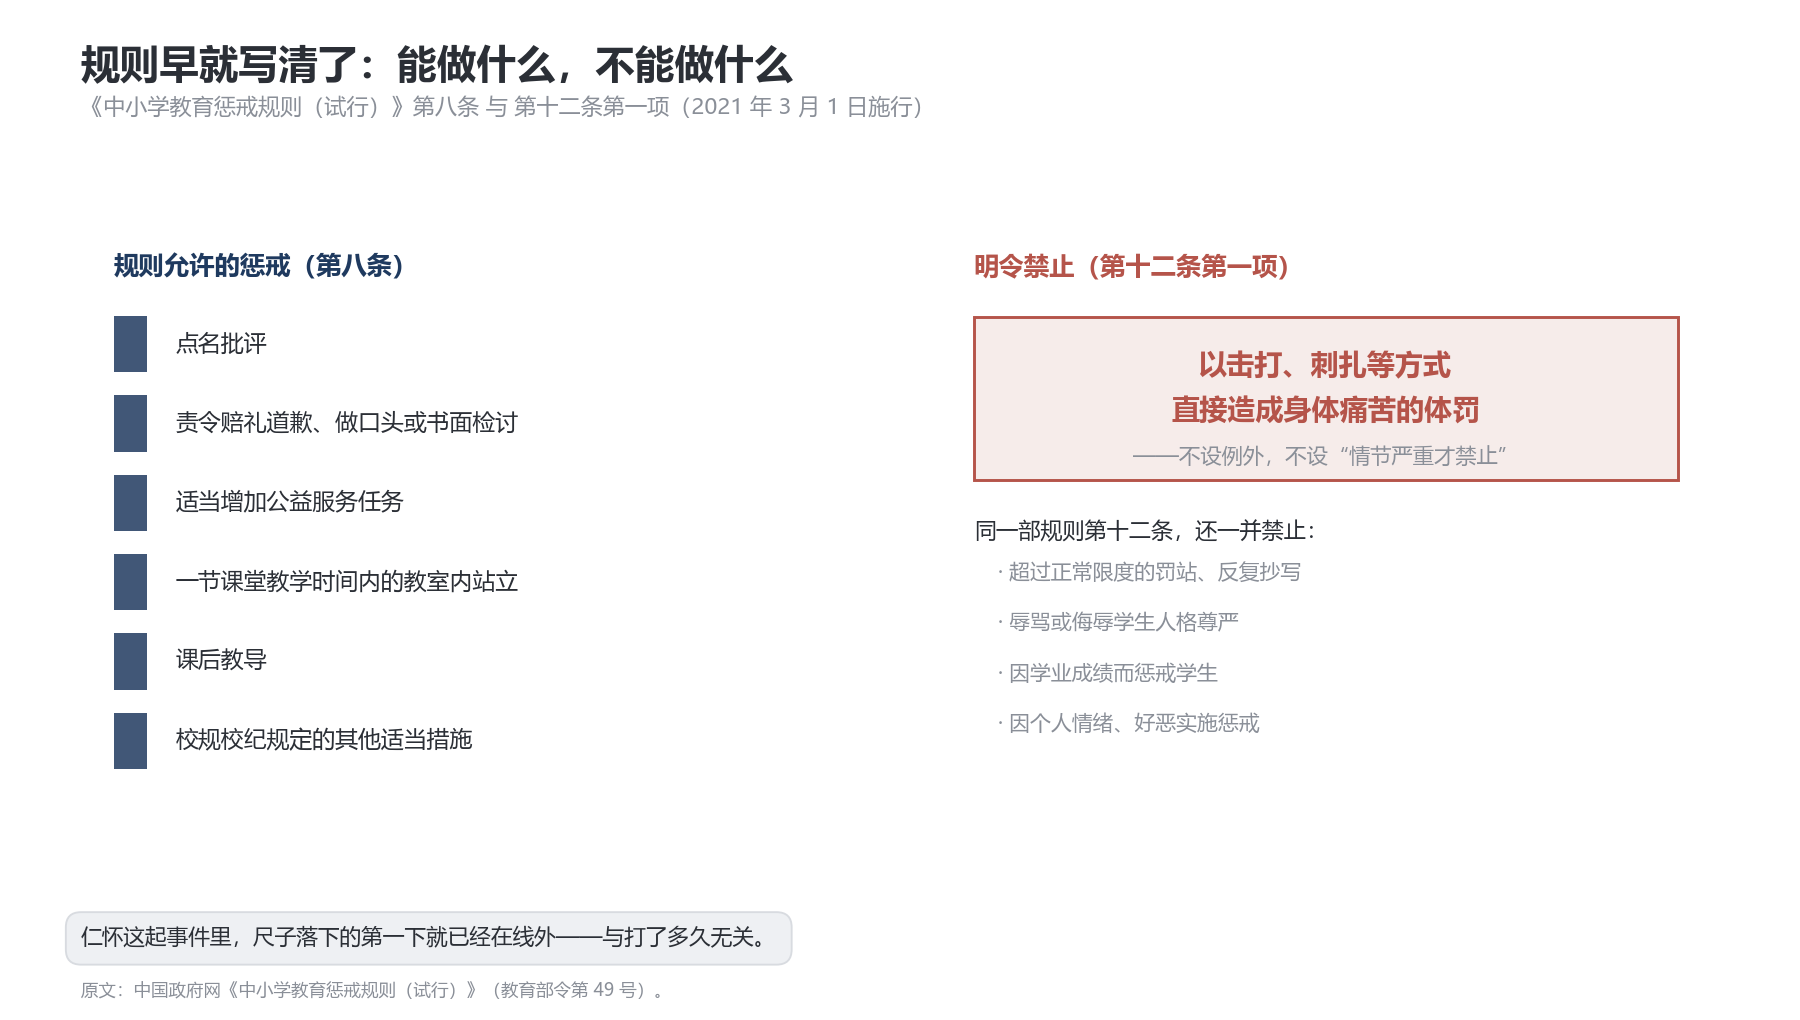 规则早就写清了：能做什么，不能做什么
《中小学教育惩戒规则（试行）》第八条 与 第十二条第一项（2021 年 3 月 1 日施行）
规则允许的惩戒（第八条）
点名批评
责令赔礼道歉、做口头或书面检讨
适当增加公益服务任务
一节课堂教学时间内的教室内站立
课后教导
校规校纪规定的其他适当措施
明令禁止（第十二条第一项）
以击打、刺扎等方式
直接造成身体痛苦的体罚
——不设例外，不设“情节严重才禁止”
同一部规则第十二条，还一并禁止：
· 超过正常限度的罚站、反复抄写
· 辱骂或侮辱学生人格尊严
· 因学业成绩而惩戒学生
· 因个人情绪、好恶实施惩戒
仁怀这起事件里，尺子落下的第一下就已经在线外——与打了多久无关。
原文：中国政府网《中小学教育惩戒规则（试行）》（教育部令第 49 号）。